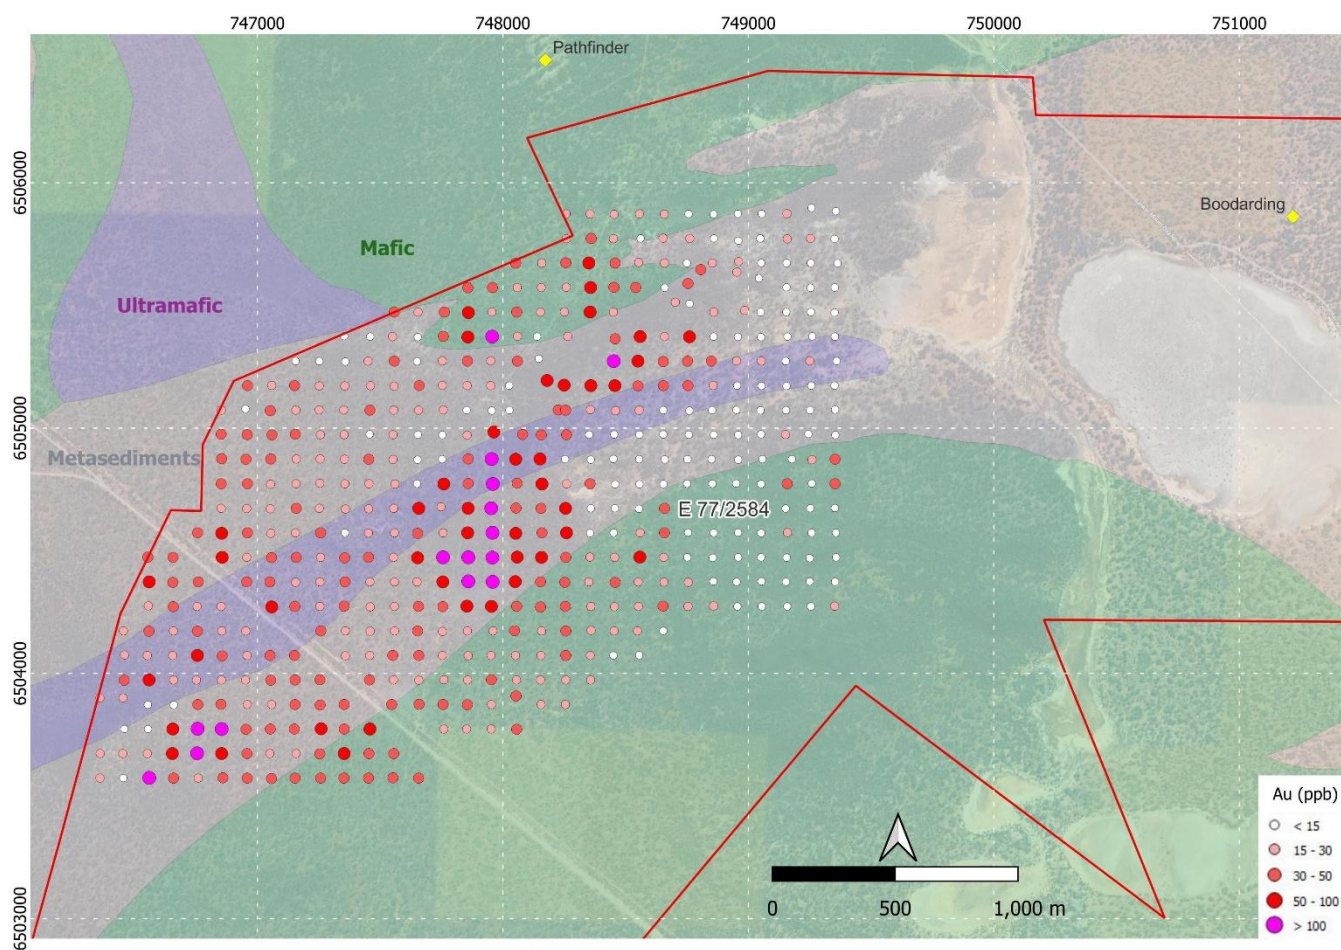 747000 748000 749000 750000 751000
Pathfinder
6506000
Boodarding
Mafic
Ultramafic
6505000
Metasediments
E 77/2584
6504000
Au (ppb)
< 15
15 - 30
30 - 50
50 - 100
> 100
0 500 1,000 m
6503000